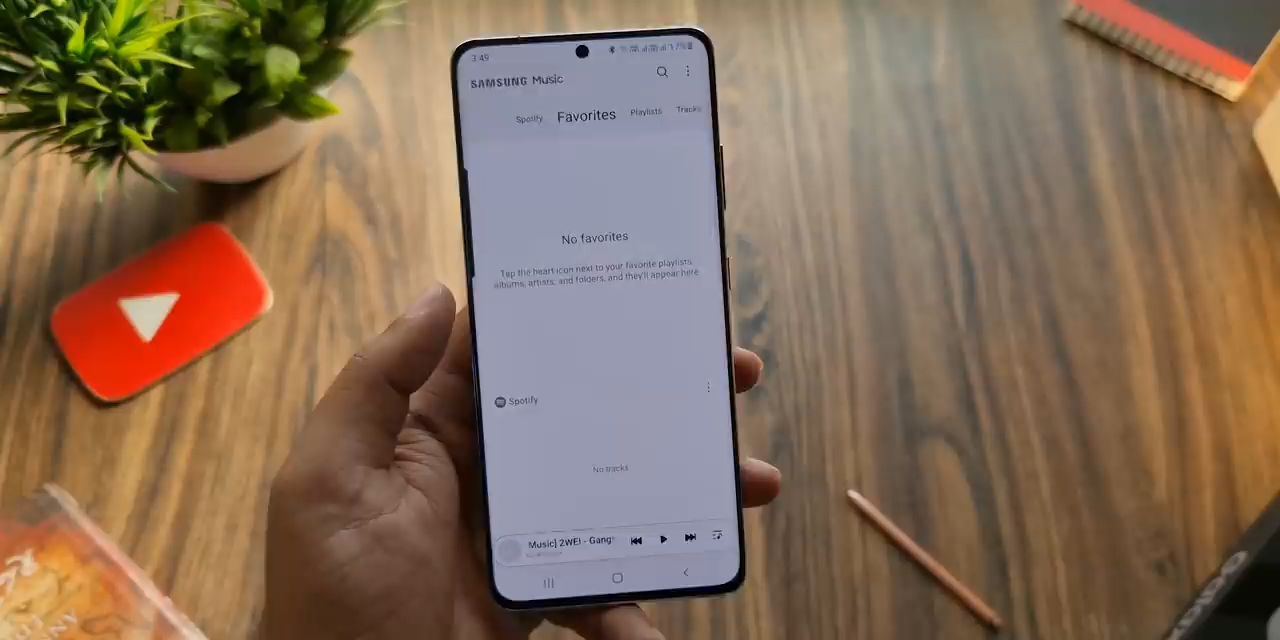 3:49
17%
SAMSUNG Music
Spotify Favorites Playlists Tracks
No favorites
Tap the heart icon next to your favorite playlists
albums, artists, and folders, and they'll appear here
Spotify
No tracks
Music] 2WEI - Gang